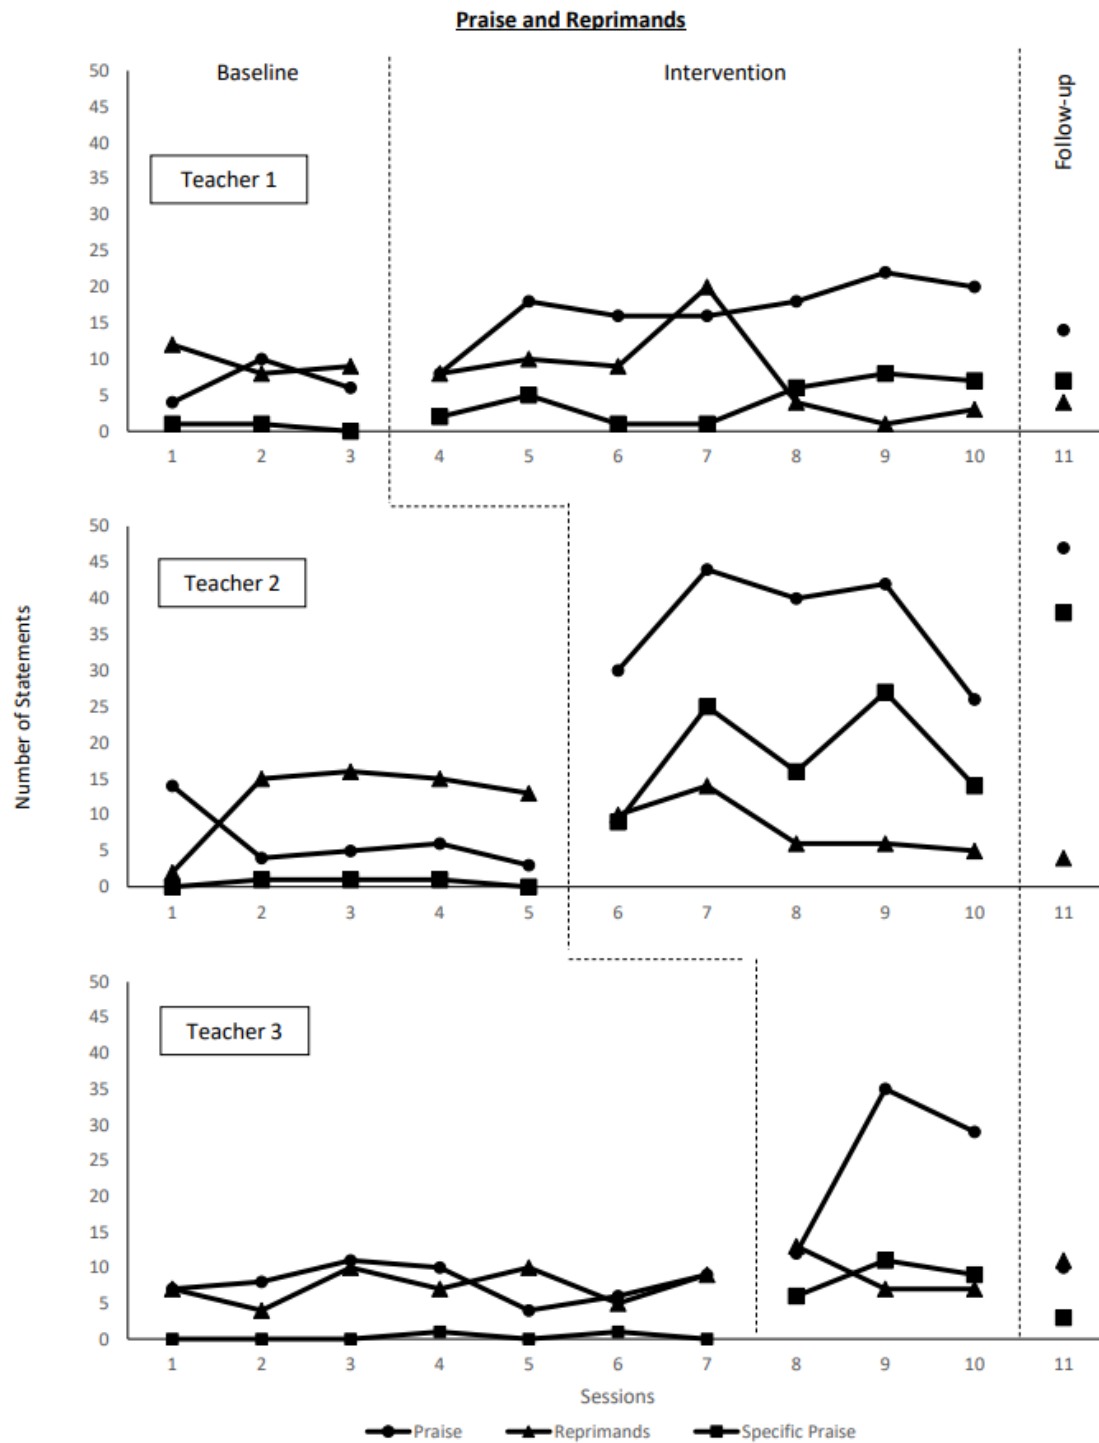 Praise and Reprimands
Baseline
Intervention
Follow-up
50
45
40
35
30
25
20
15
10
5
0
Teacher 1
1 2 3 4 5 6 7 8 9 10 11
Number of Statements
50
45
40
35
30
25
20
15
10
5
0
Teacher 2
1 2 3 4 5 6 7 8 9 10 11
50
45
40
35
30
25
20
15
10
5
0
Teacher 3
1 2 3 4 5 6 7 8 9 10 11
Sessions
Praise Reprimands Specific Praise